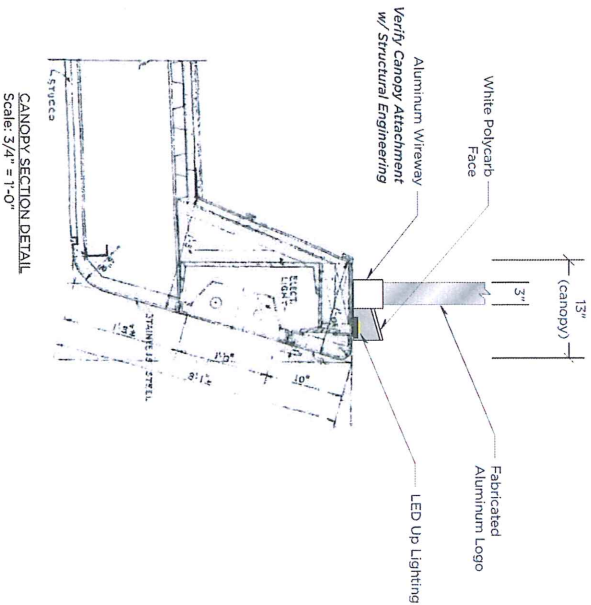 13"
(canopy)
3"
White Polycarb
Face
Aluminum Wireway
Verify Canopy Attachment
w/ Structural Engineering
Fabricated
Aluminum Logo
LED Up Lighting
ELECT.
LIGHT
STAINLESS STEEL
STUCCO
CANOPY SECTION DETAIL
Scale: 3/4" = 1'-0"